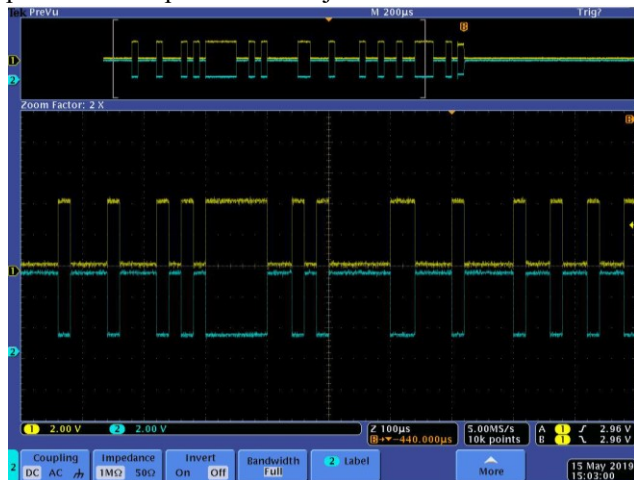 Tek PreVu M 200µs Trig?
B
1
2
Zoom Factor: 2 X
B
1
2
1 2.00 V 2 2.00 V
Z 100µs
B→▾−440.000µs
5.00MS/s
10k points
A 1 ∫ 2.96 V
B 1 \ 2.96 V
2
Coupling
DC AC
Impedance
1MΩ 50Ω
Invert
On Off
Bandwidth
Full
2 Label
More
15 May 2019
15:03:00